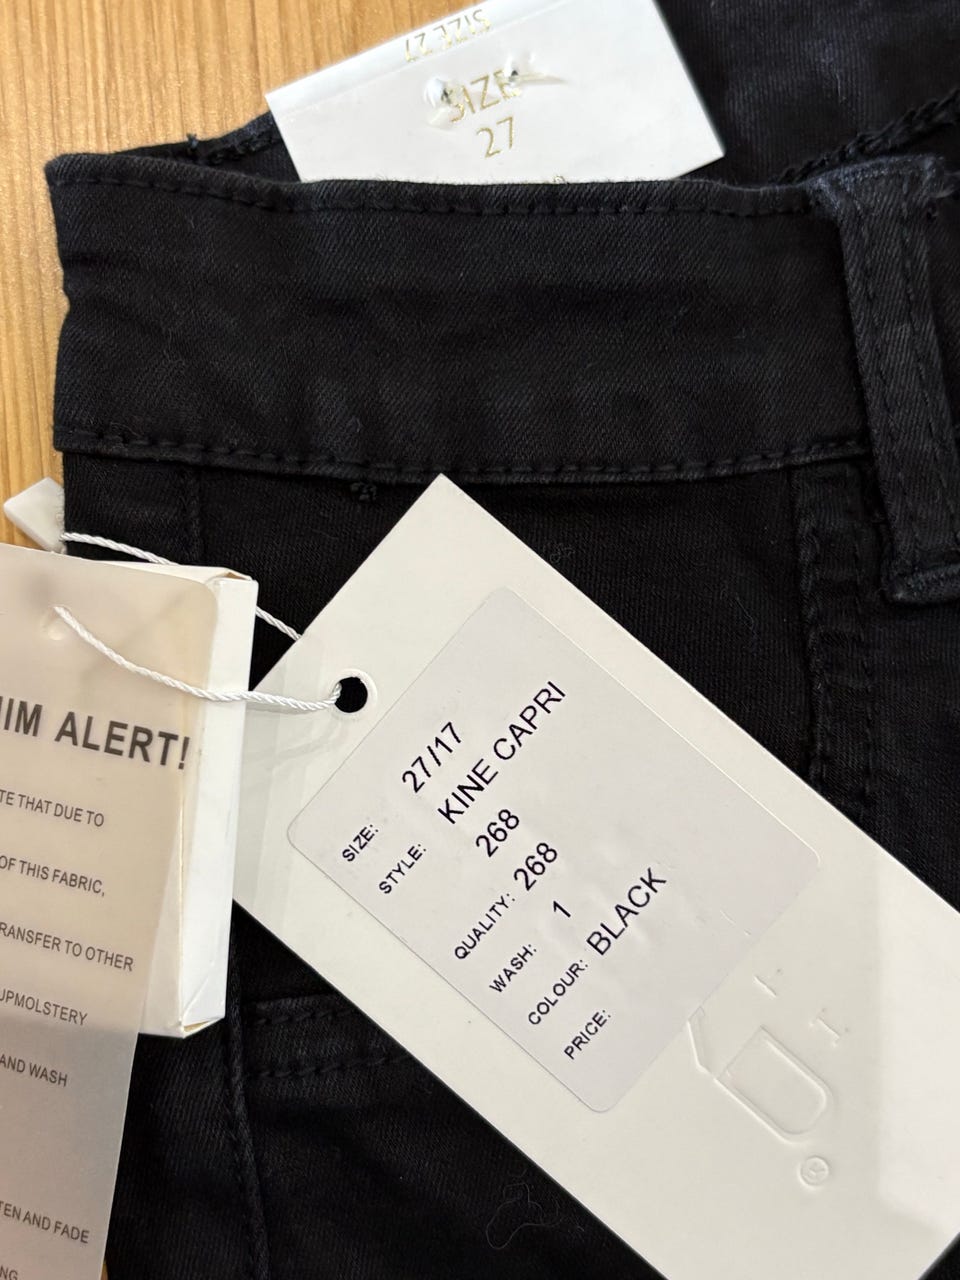 SIZE 27
SIZE
27
IM ALERT!
TE THAT DUE TO
OF THIS FABRIC,
RANSFER TO OTHER
UPMOLSTERY
AND WASH
TEN AND FADE
NG
SIZE: 27/17
STYLE: KINE CAPRI
268
QUALITY: 268
WASH: 1
COLOUR: BLACK
PRICE:
®